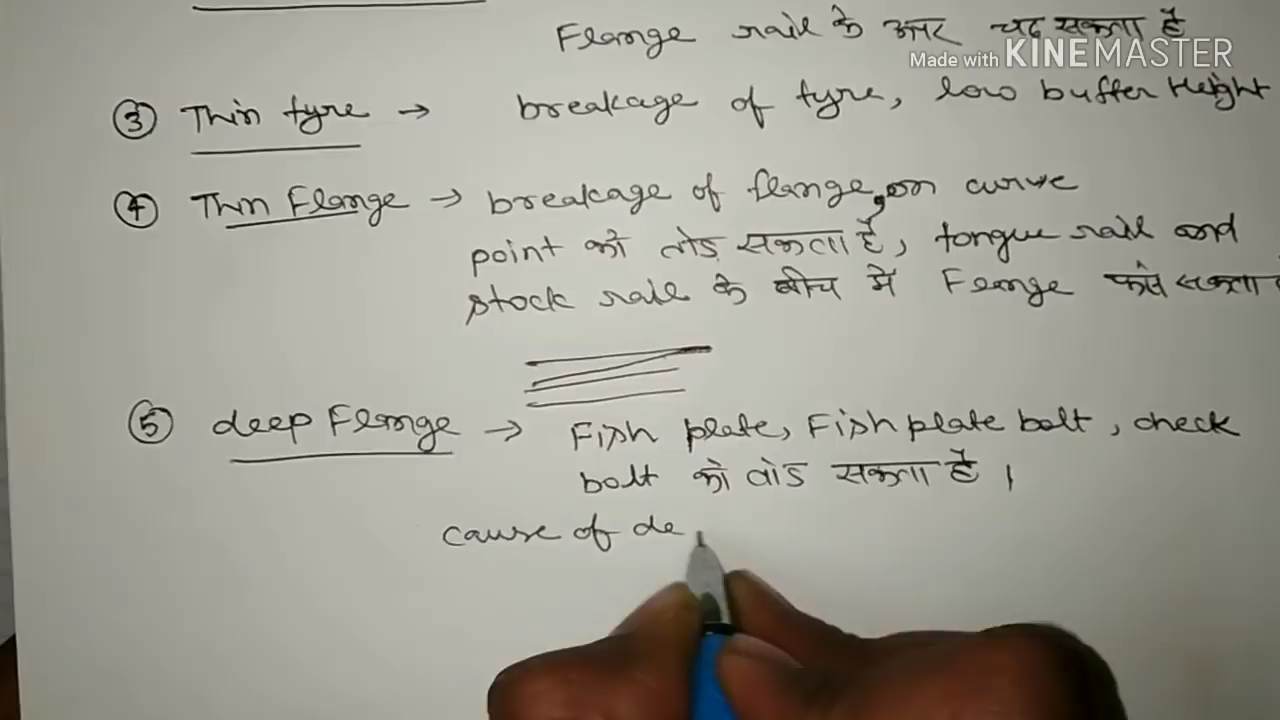 Flange rail के ऊपर चढ सकता है
Made with KINEMASTER
③ Thin tyre → breakage of tyre, low buffer Height
④ Thin Flange → breakage of flange, on curve
point को तोड़ सकता है, tongue rail and
stock rail के बीच में Flange फंस सकता
⑤ deep Flange → Fish plate, Fish plate bolt, check
bolt को तोड सकता है ।
cause of de